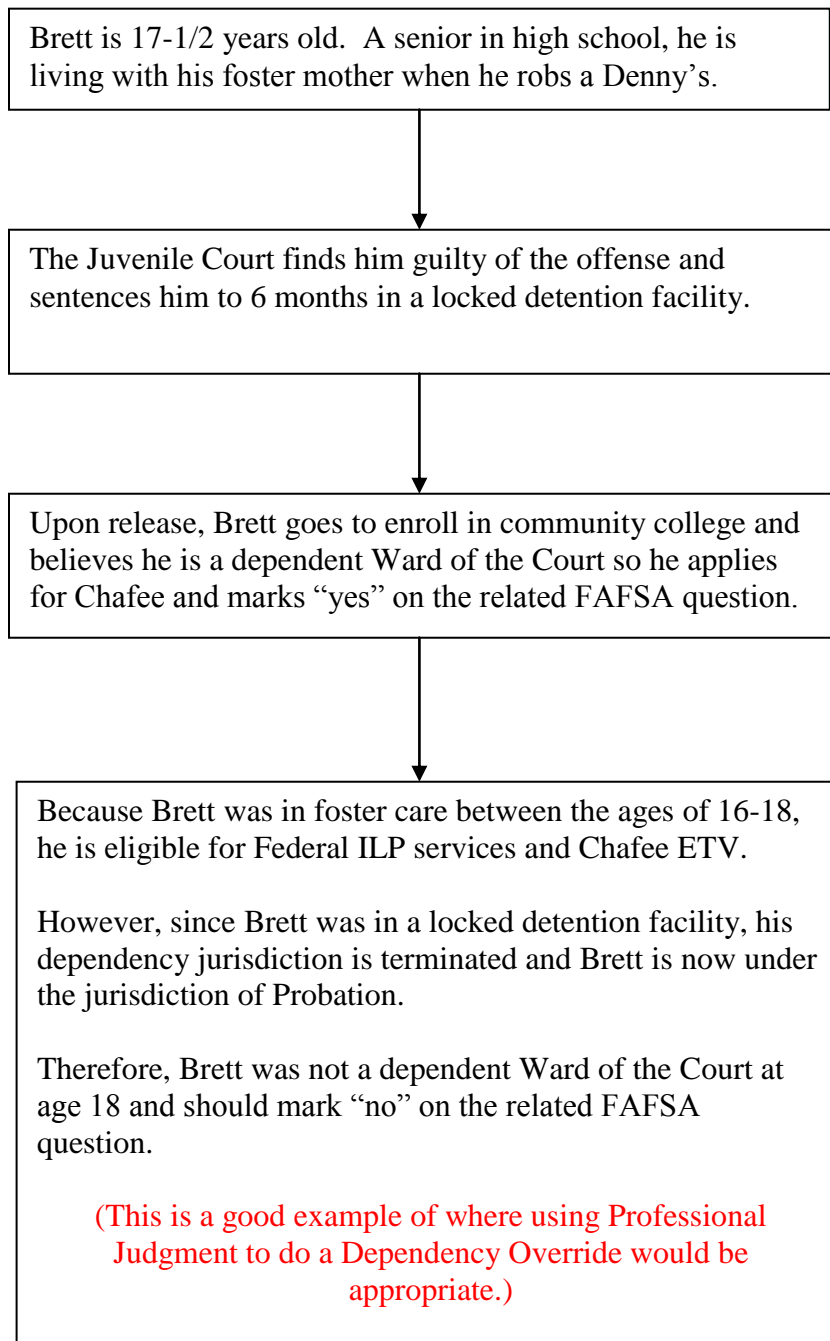 Brett is 17-1/2 years old.  A senior in high school, he is
living with his foster mother when he robs a Denny’s.
The Juvenile Court finds him guilty of the offense and
sentences him to 6 months in a locked detention facility.
Upon release, Brett goes to enroll in community college and
believes he is a dependent Ward of the Court so he applies
for Chafee and marks “yes” on the related FAFSA question.
Because Brett was in foster care between the ages of 16-18,
he is eligible for Federal ILP services and Chafee ETV.
However, since Brett was in a locked detention facility, his
dependency jurisdiction is terminated and Brett is now under
the jurisdiction of Probation.
Therefore, Brett was not a dependent Ward of the Court at
age 18 and should mark “no” on the related FAFSA
question.
(This is a good example of where using Professional
Judgment to do a Dependency Override would be
appropriate.)